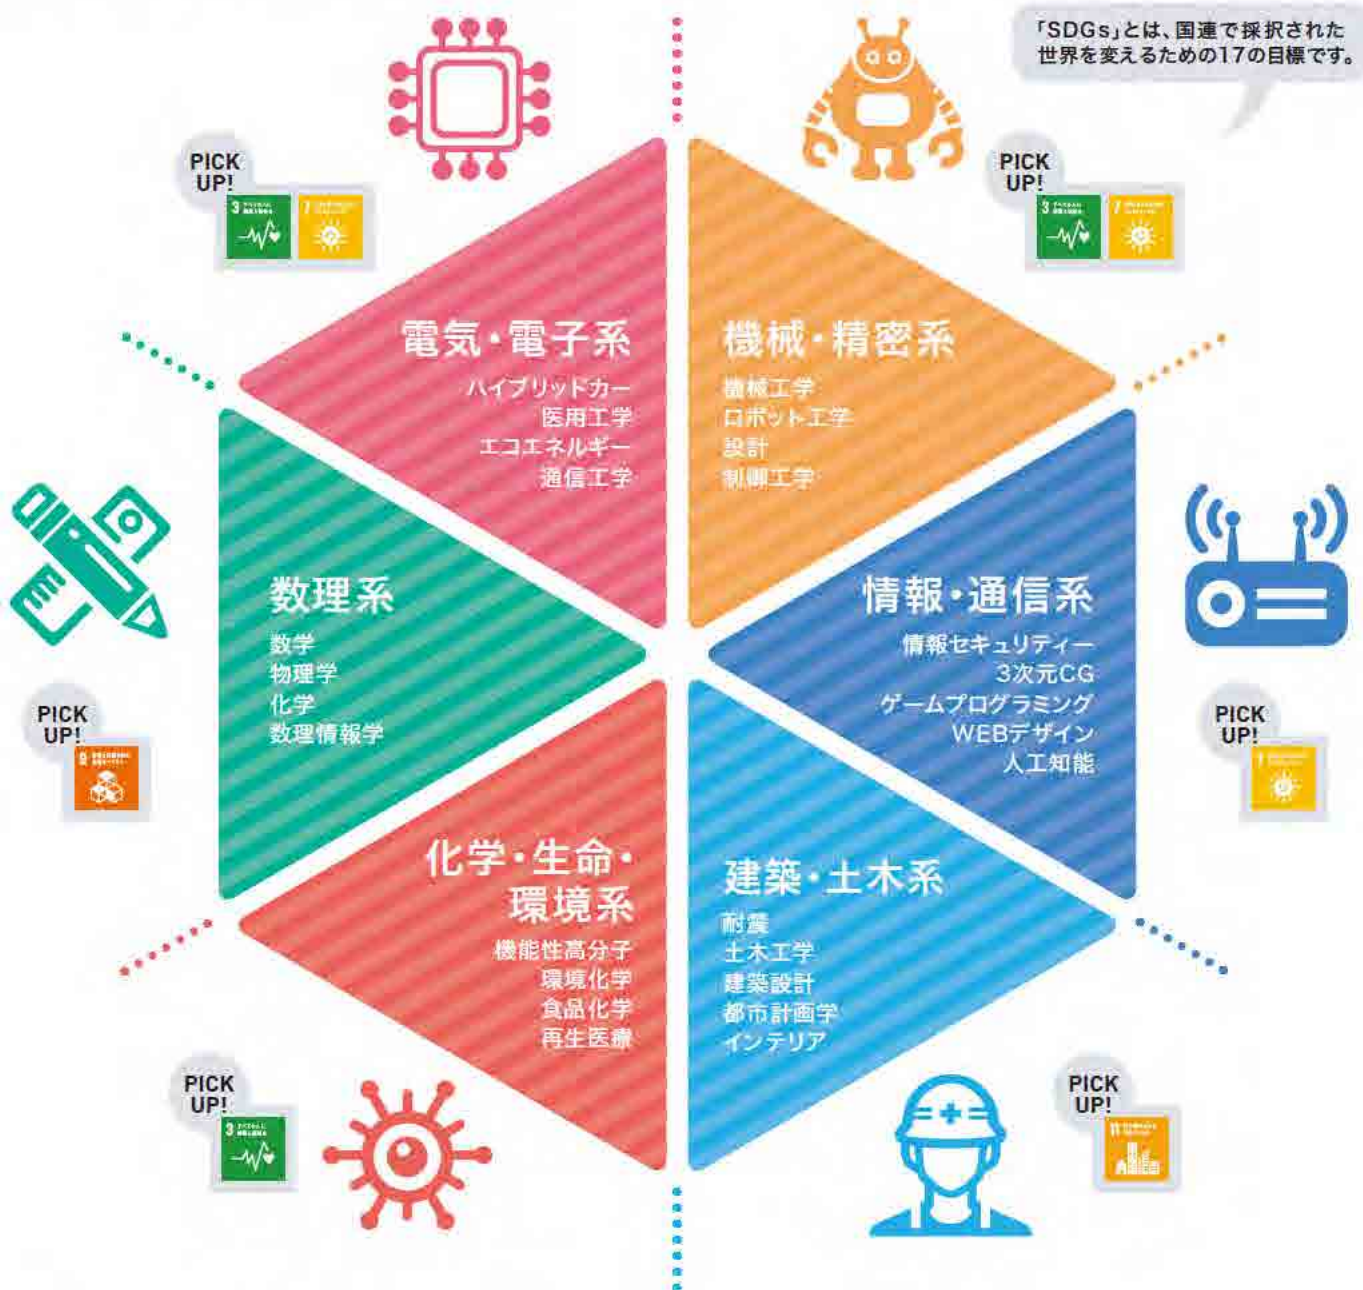 「SDGs」とは、国連で採択された
世界を変えるための17の目標です。
PICK
UP!
3
7
PICK
UP!
3
7
電気・電子系
ハイブリッドカー
医用工学
エコエネルギー
通信工学
機械・精密系
機械工学
ロボット工学
設計
制御工学
数理系
数学
物理学
化学
数理情報学
PICK
UP!
9
情報・通信系
情報セキュリティー
3次元CG
ゲームプログラミング
WEBデザイン
人工知能
PICK
UP!
7
化学・生命・
環境系
機能性高分子
環境化学
食品化学
再生医療
PICK
UP!
3
建築・土木系
耐震
土木工学
建築設計
都市計画学
インテリア
PICK
UP!
11